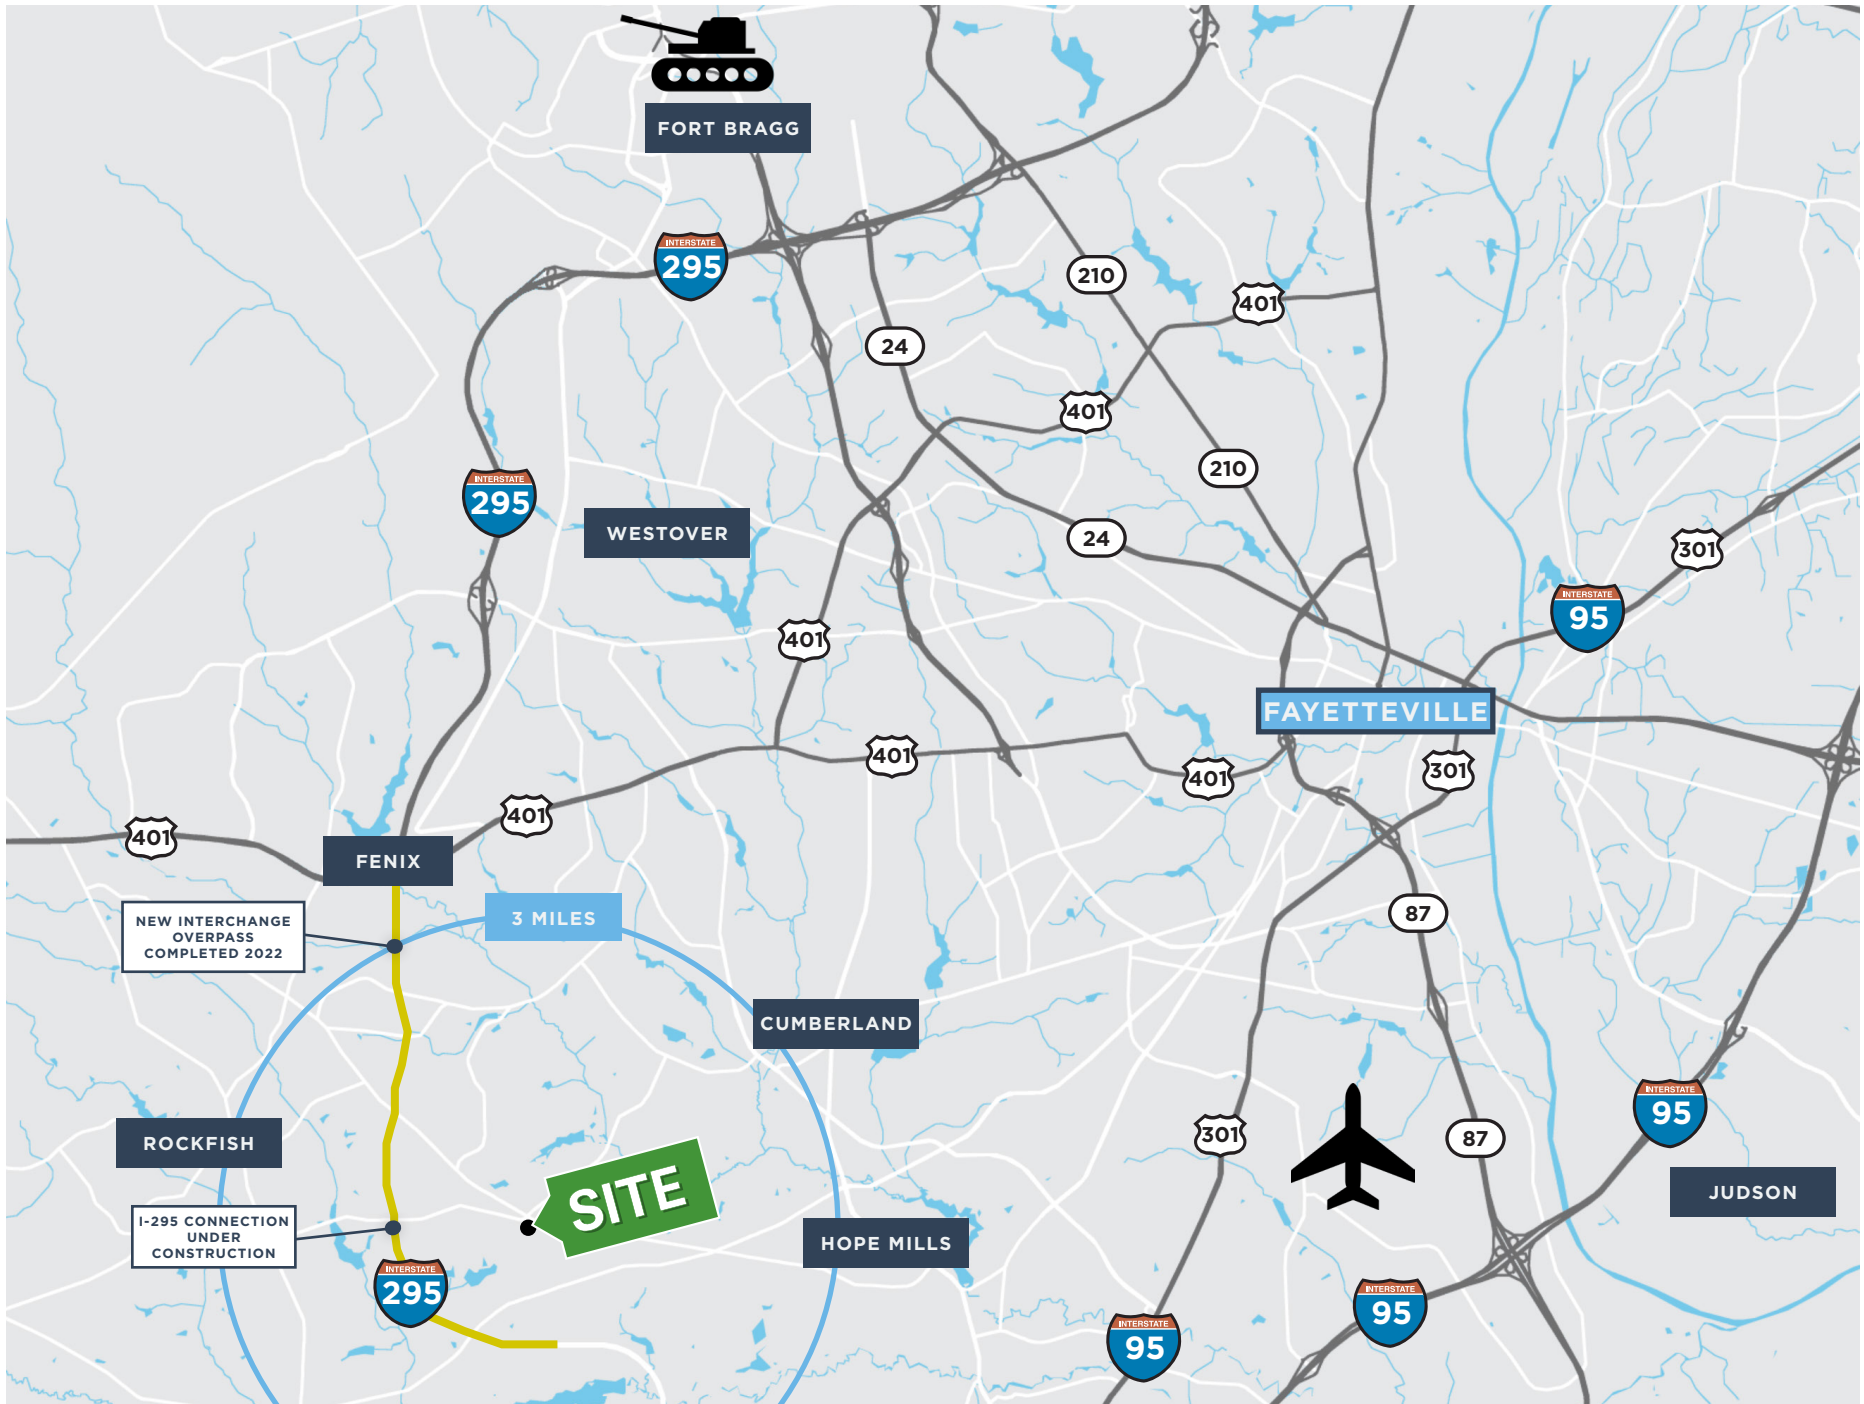 FORT BRAGG
INTERSTATE
295
210
401
24
401
210
INTERSTATE
295
WESTOVER
24
301
INTERSTATE
95
401
FAYETTEVILLE
401
401
301
401
401
FENIX
3 MILES
NEW INTERCHANGE
OVERPASS
COMPLETED 2022
87
CUMBERLAND
INTERSTATE
95
ROCKFISH
301
87
SITE
JUDSON
I-295 CONNECTION
UNDER
CONSTRUCTION
HOPE MILLS
INTERSTATE
295
INTERSTATE
95
INTERSTATE
95